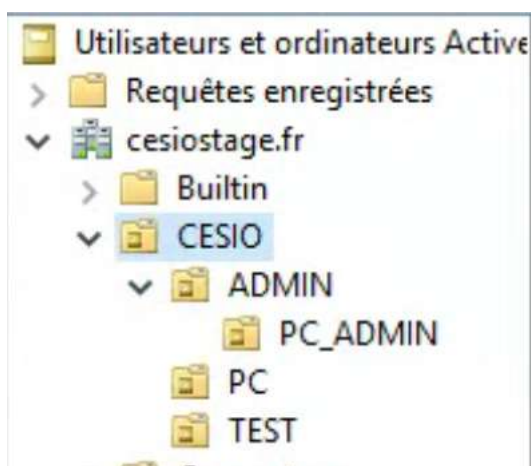 Utilisateurs et ordinateurs Active
Requêtes enregistrées
cesiostage.fr
Builtin
CESIO
ADMIN
PC_ADMIN
PC
TEST